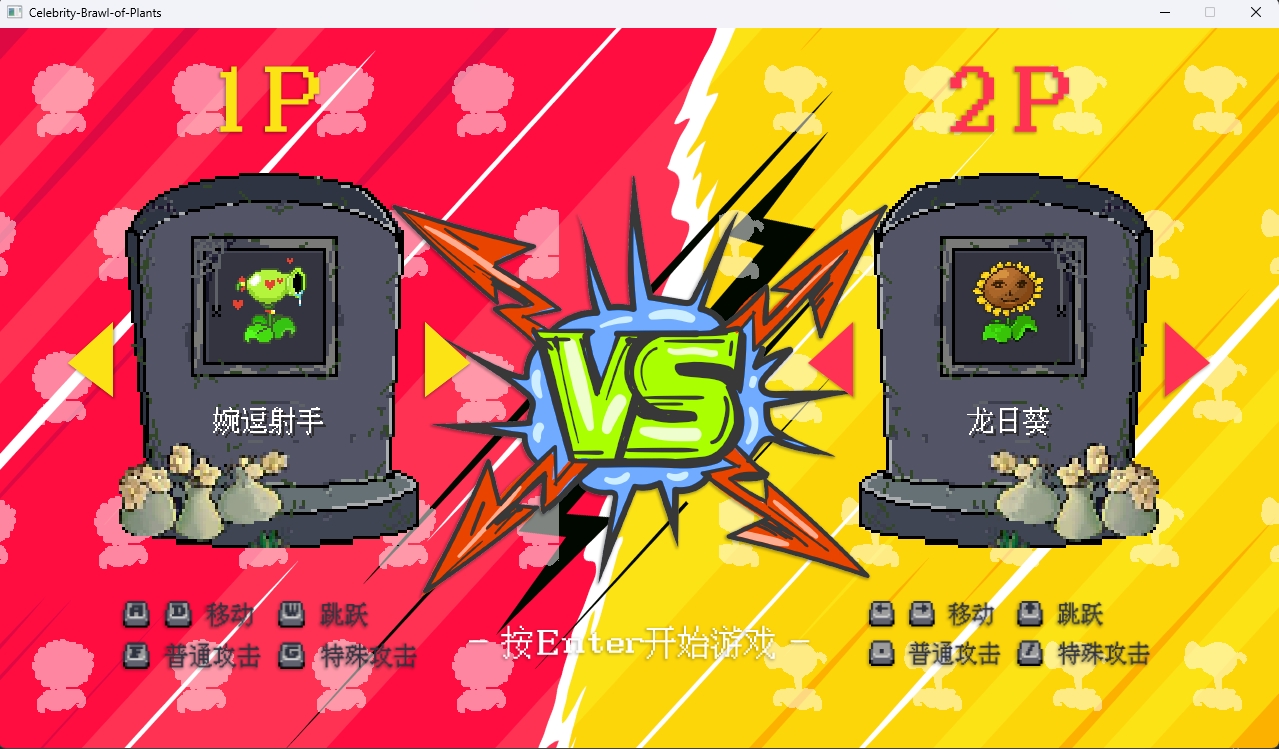 Celebrity-Brawl-of-Plants
1P
2P
VS
婉逗射手
龙日葵
A D 移动 W 跳跃
F 普通攻击 G 特殊攻击
- 按Enter开始游戏 -
← → 移动 ↑ 跳跃
. 普通攻击 / 特殊攻击